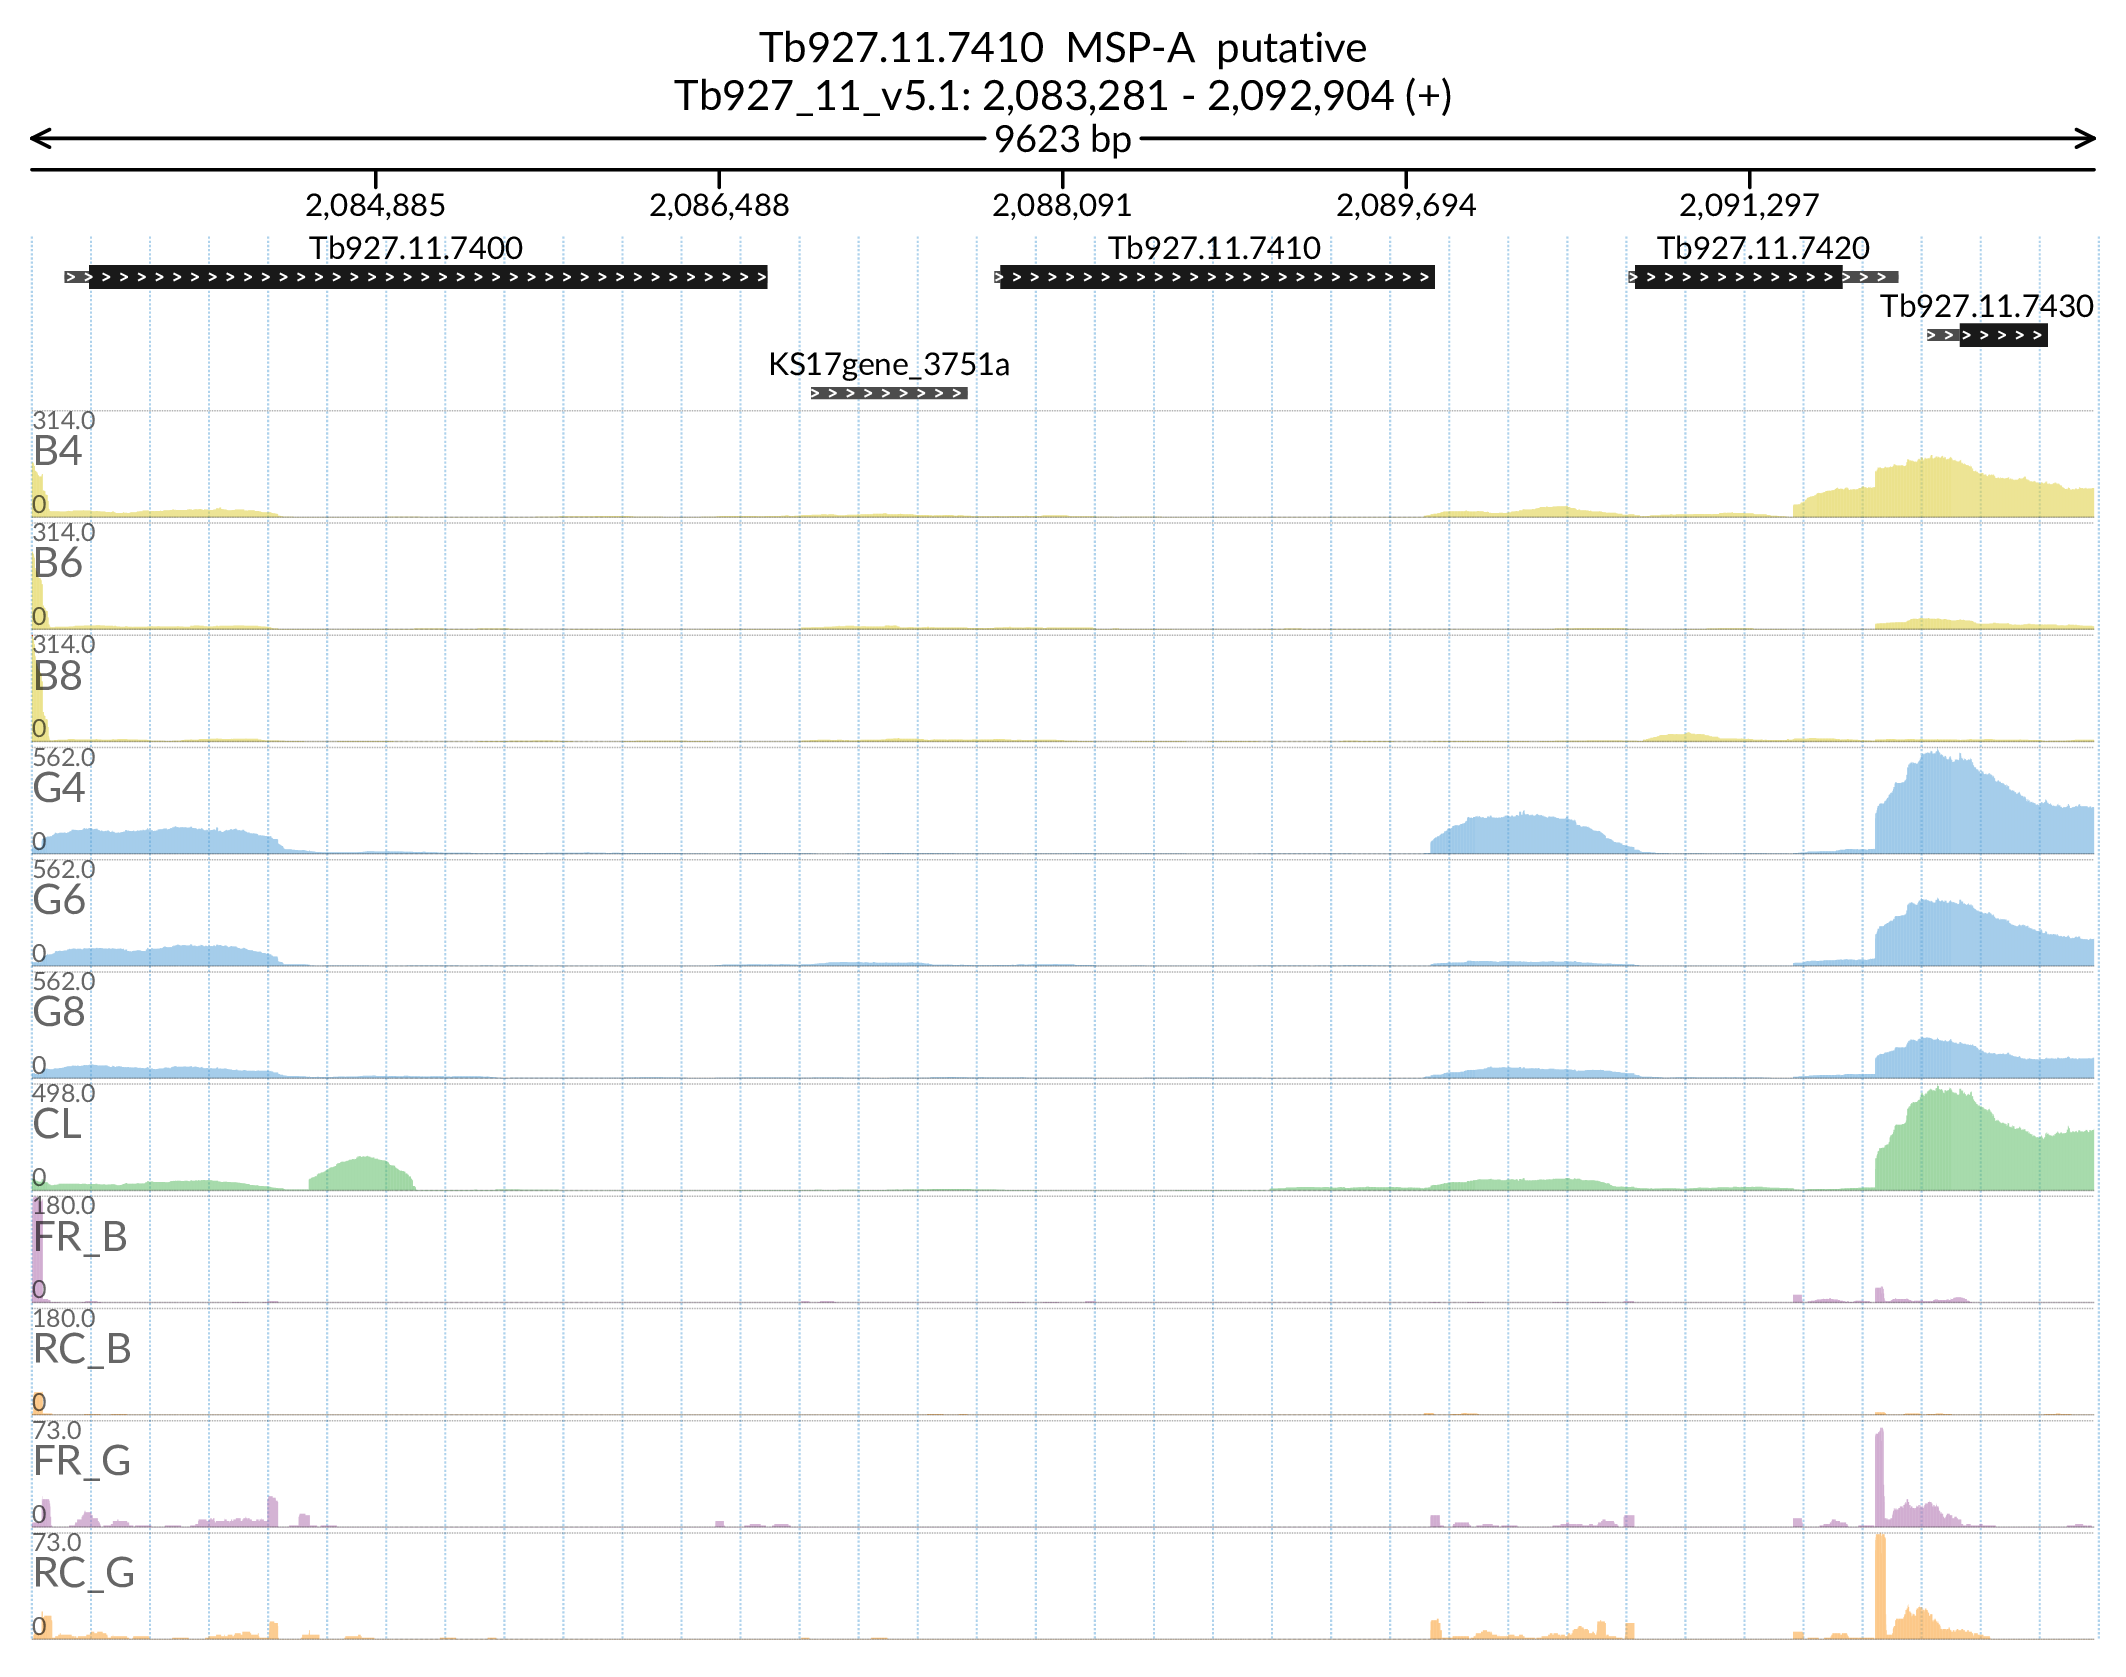 Tb927.11.7410 MSP-A putative
Tb927_11_v5.1: 2,083,281 - 2,092,904 (+)
9623 bp
2,084,885 2,086,488 2,088,091 2,089,694 2,091,297
Tb927.11.7400 Tb927.11.7410 Tb927.11.7420
Tb927.11.7430
KS17gene_3751a
314.0
B4
0
314.0
B6
0
314.0
B8
0
562.0
G4
0
562.0
G6
0
562.0
G8
0
498.0
CL
0
180.0
FR_B
0
180.0
RC_B
0
73.0
FR_G
0
73.0
RC_G
0